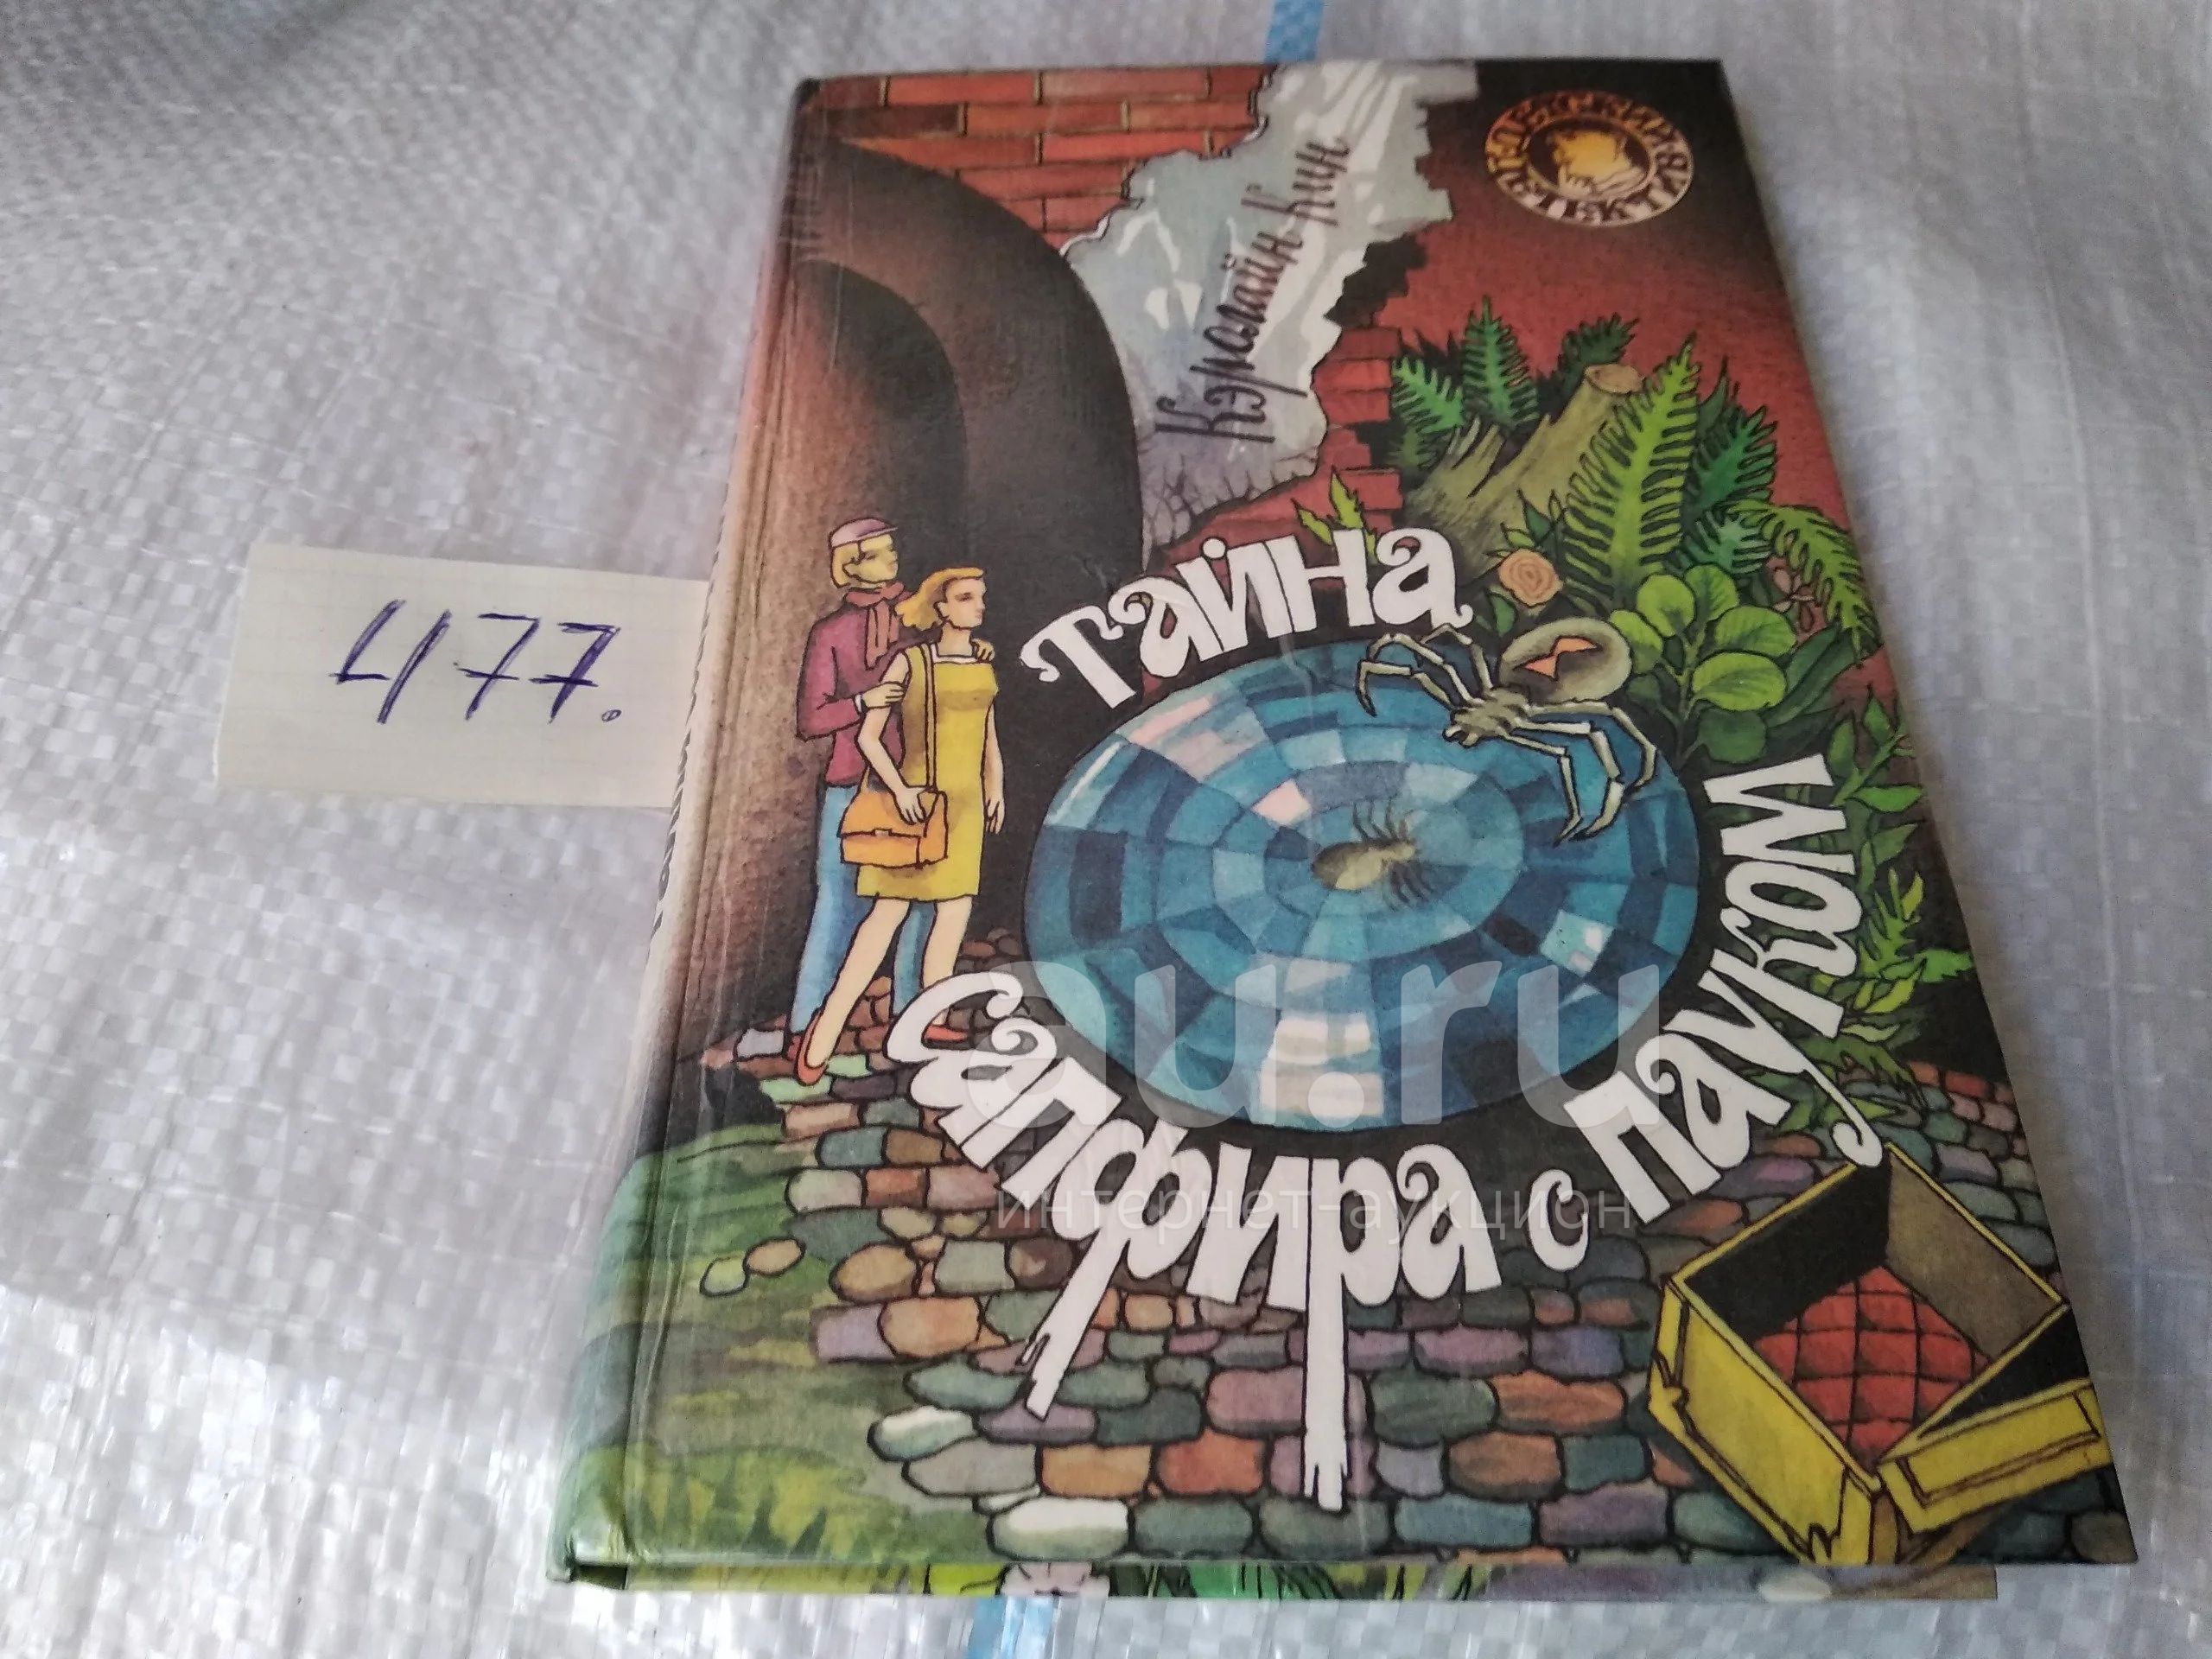 ДЕТСКИЙ ДЕТЕКТИВ
Кэролайн Кин
Тайна
Сапфира с пауком
477.
au.ru
интернет-аукцион